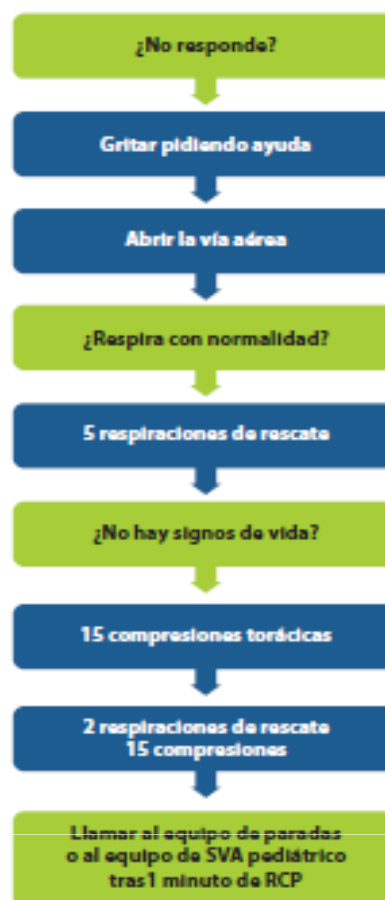 ¿No responde?
Gritar pidiendo ayuda
Abrir la vía aérea
¿Respira con normalidad?
5 respiraciones de rescate
¿No hay signos de vida?
15 compresiones torácicas
2 respiraciones de rescate
15 compresiones
Llamar al equipo de paradas
o al equipo de SVA pediátrico
tras1 minuto de RCP